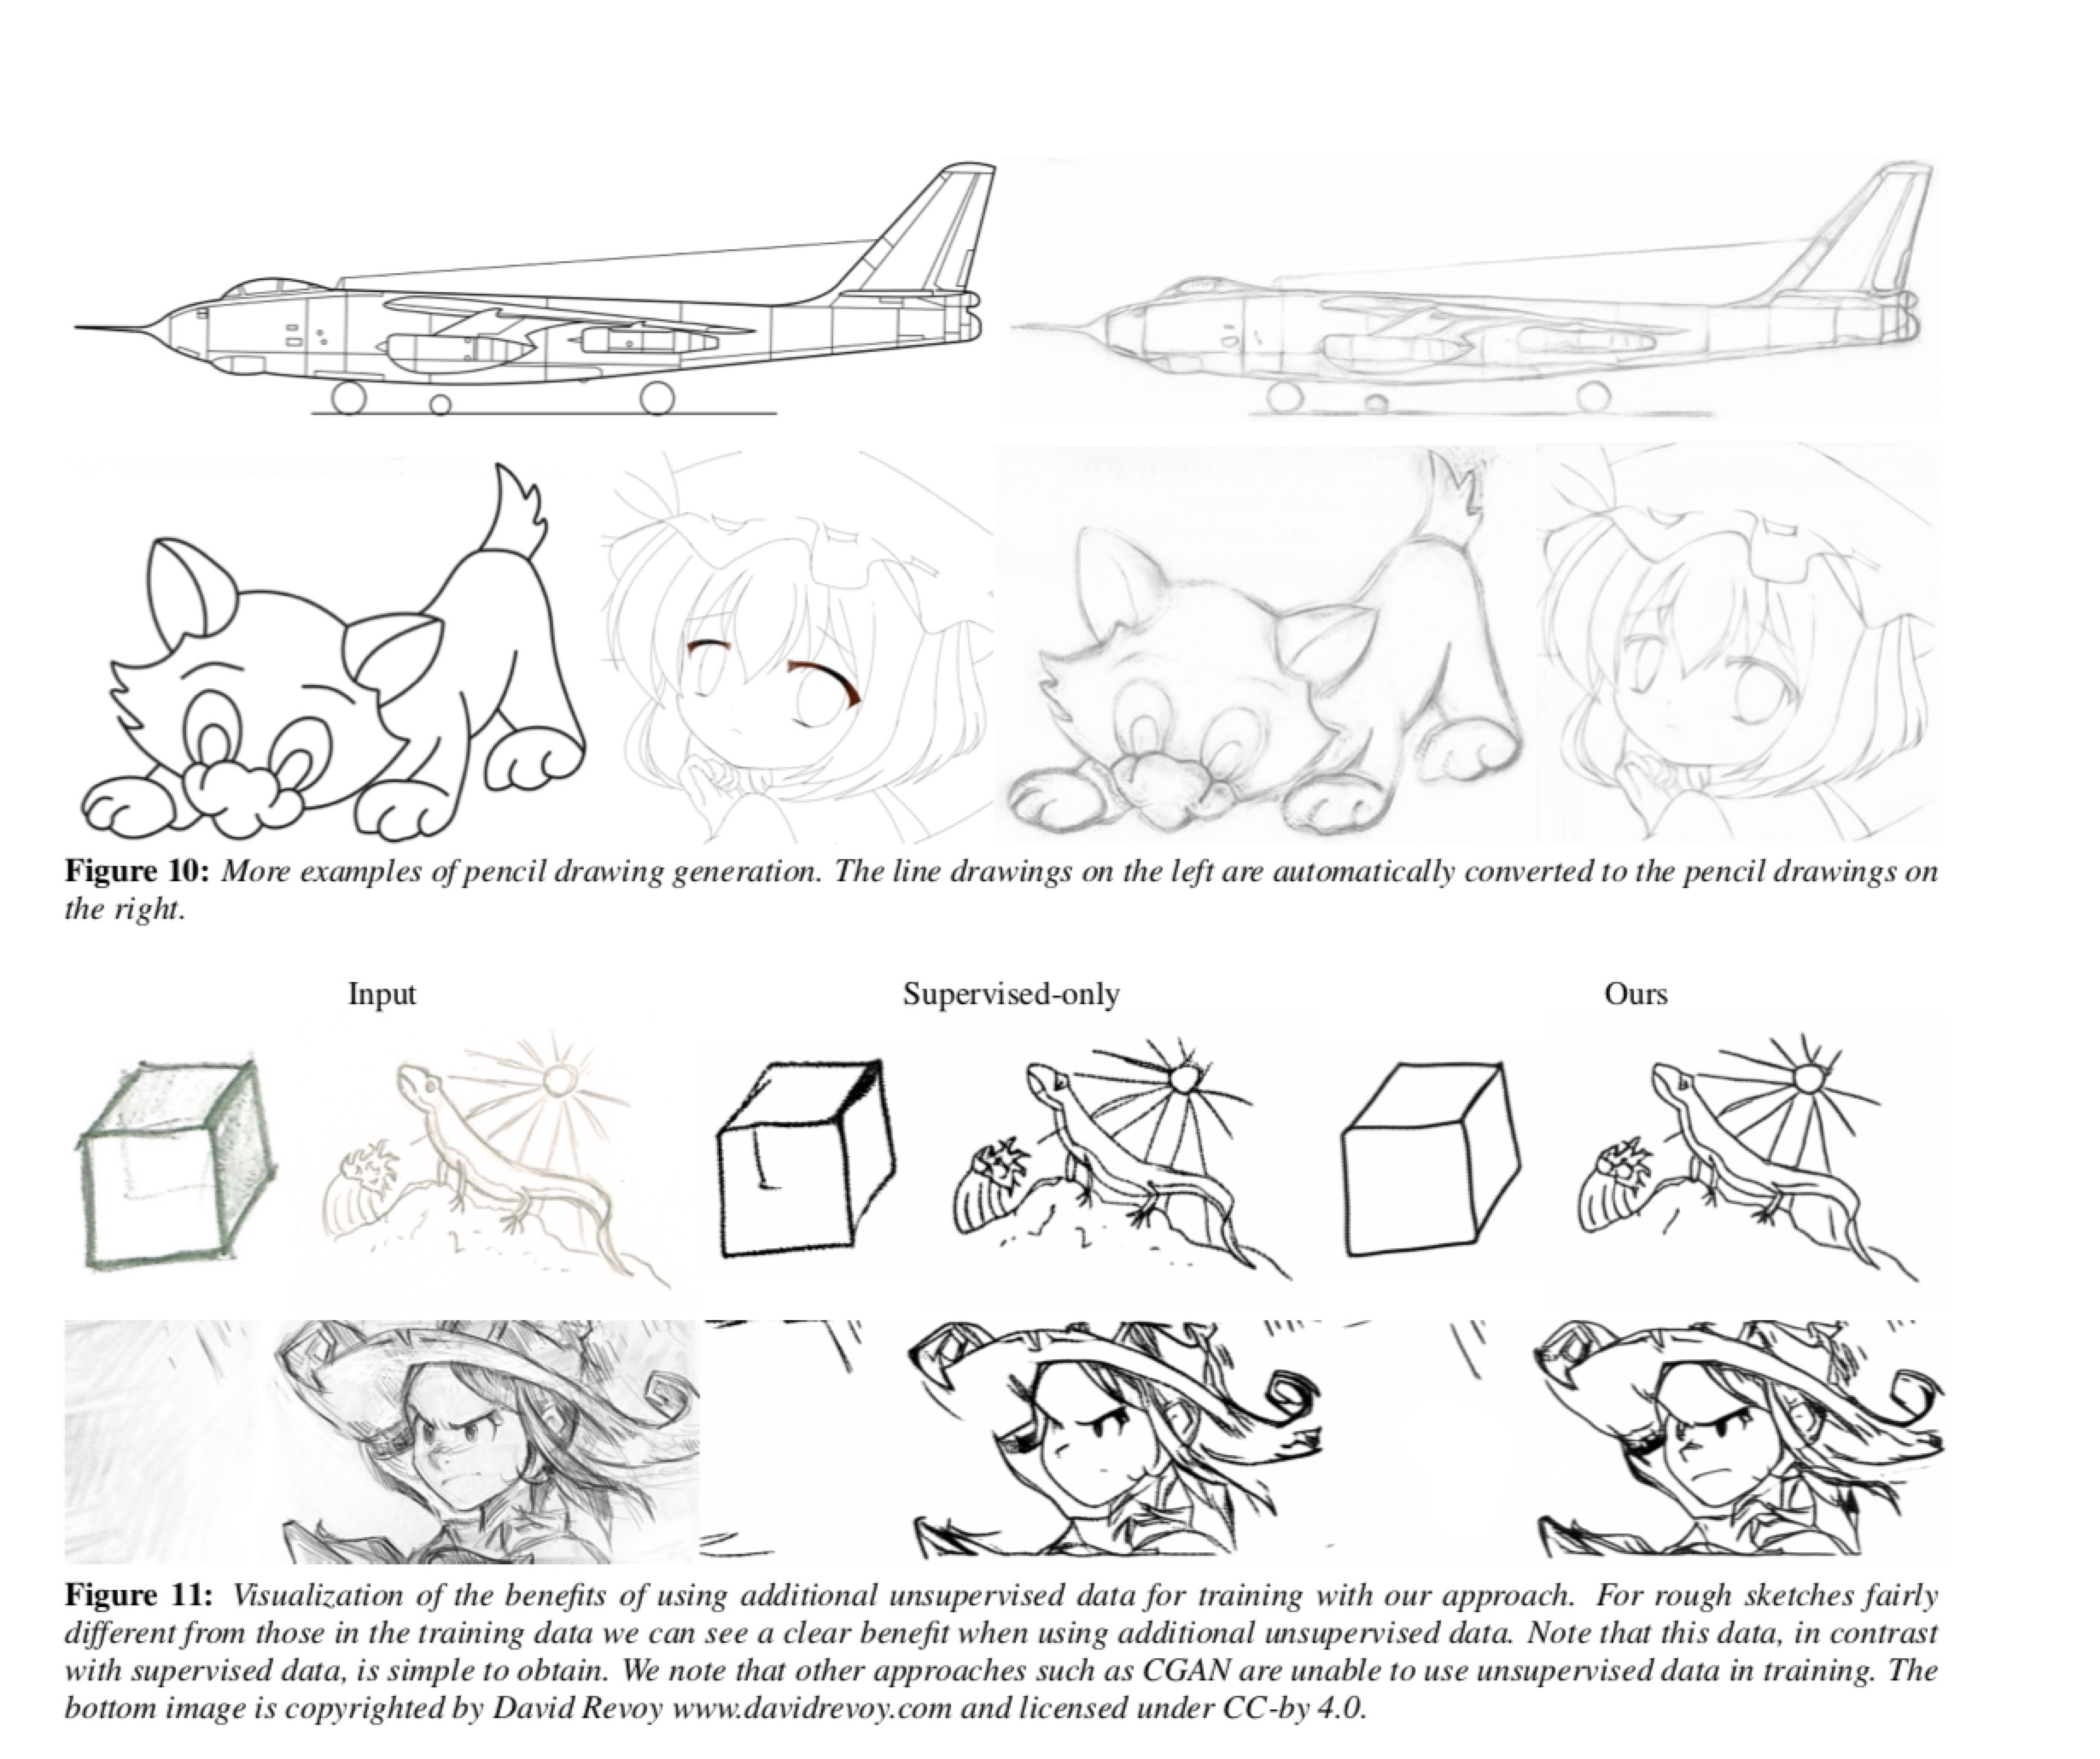 Figure 10: More examples of pencil drawing generation. The line drawings on the left are automatically converted to the pencil drawings on
the right.
Input Supervised-only Ours
Figure 11: Visualization of the benefits of using additional unsupervised data for training with our approach. For rough sketches fairly
different from those in the training data we can see a clear benefit when using additional unsupervised data. Note that this data, in contrast
with supervised data, is simple to obtain. We note that other approaches such as CGAN are unable to use unsupervised data in training. The
bottom image is copyrighted by David Revoy www.davidrevoy.com and licensed under CC-by 4.0.